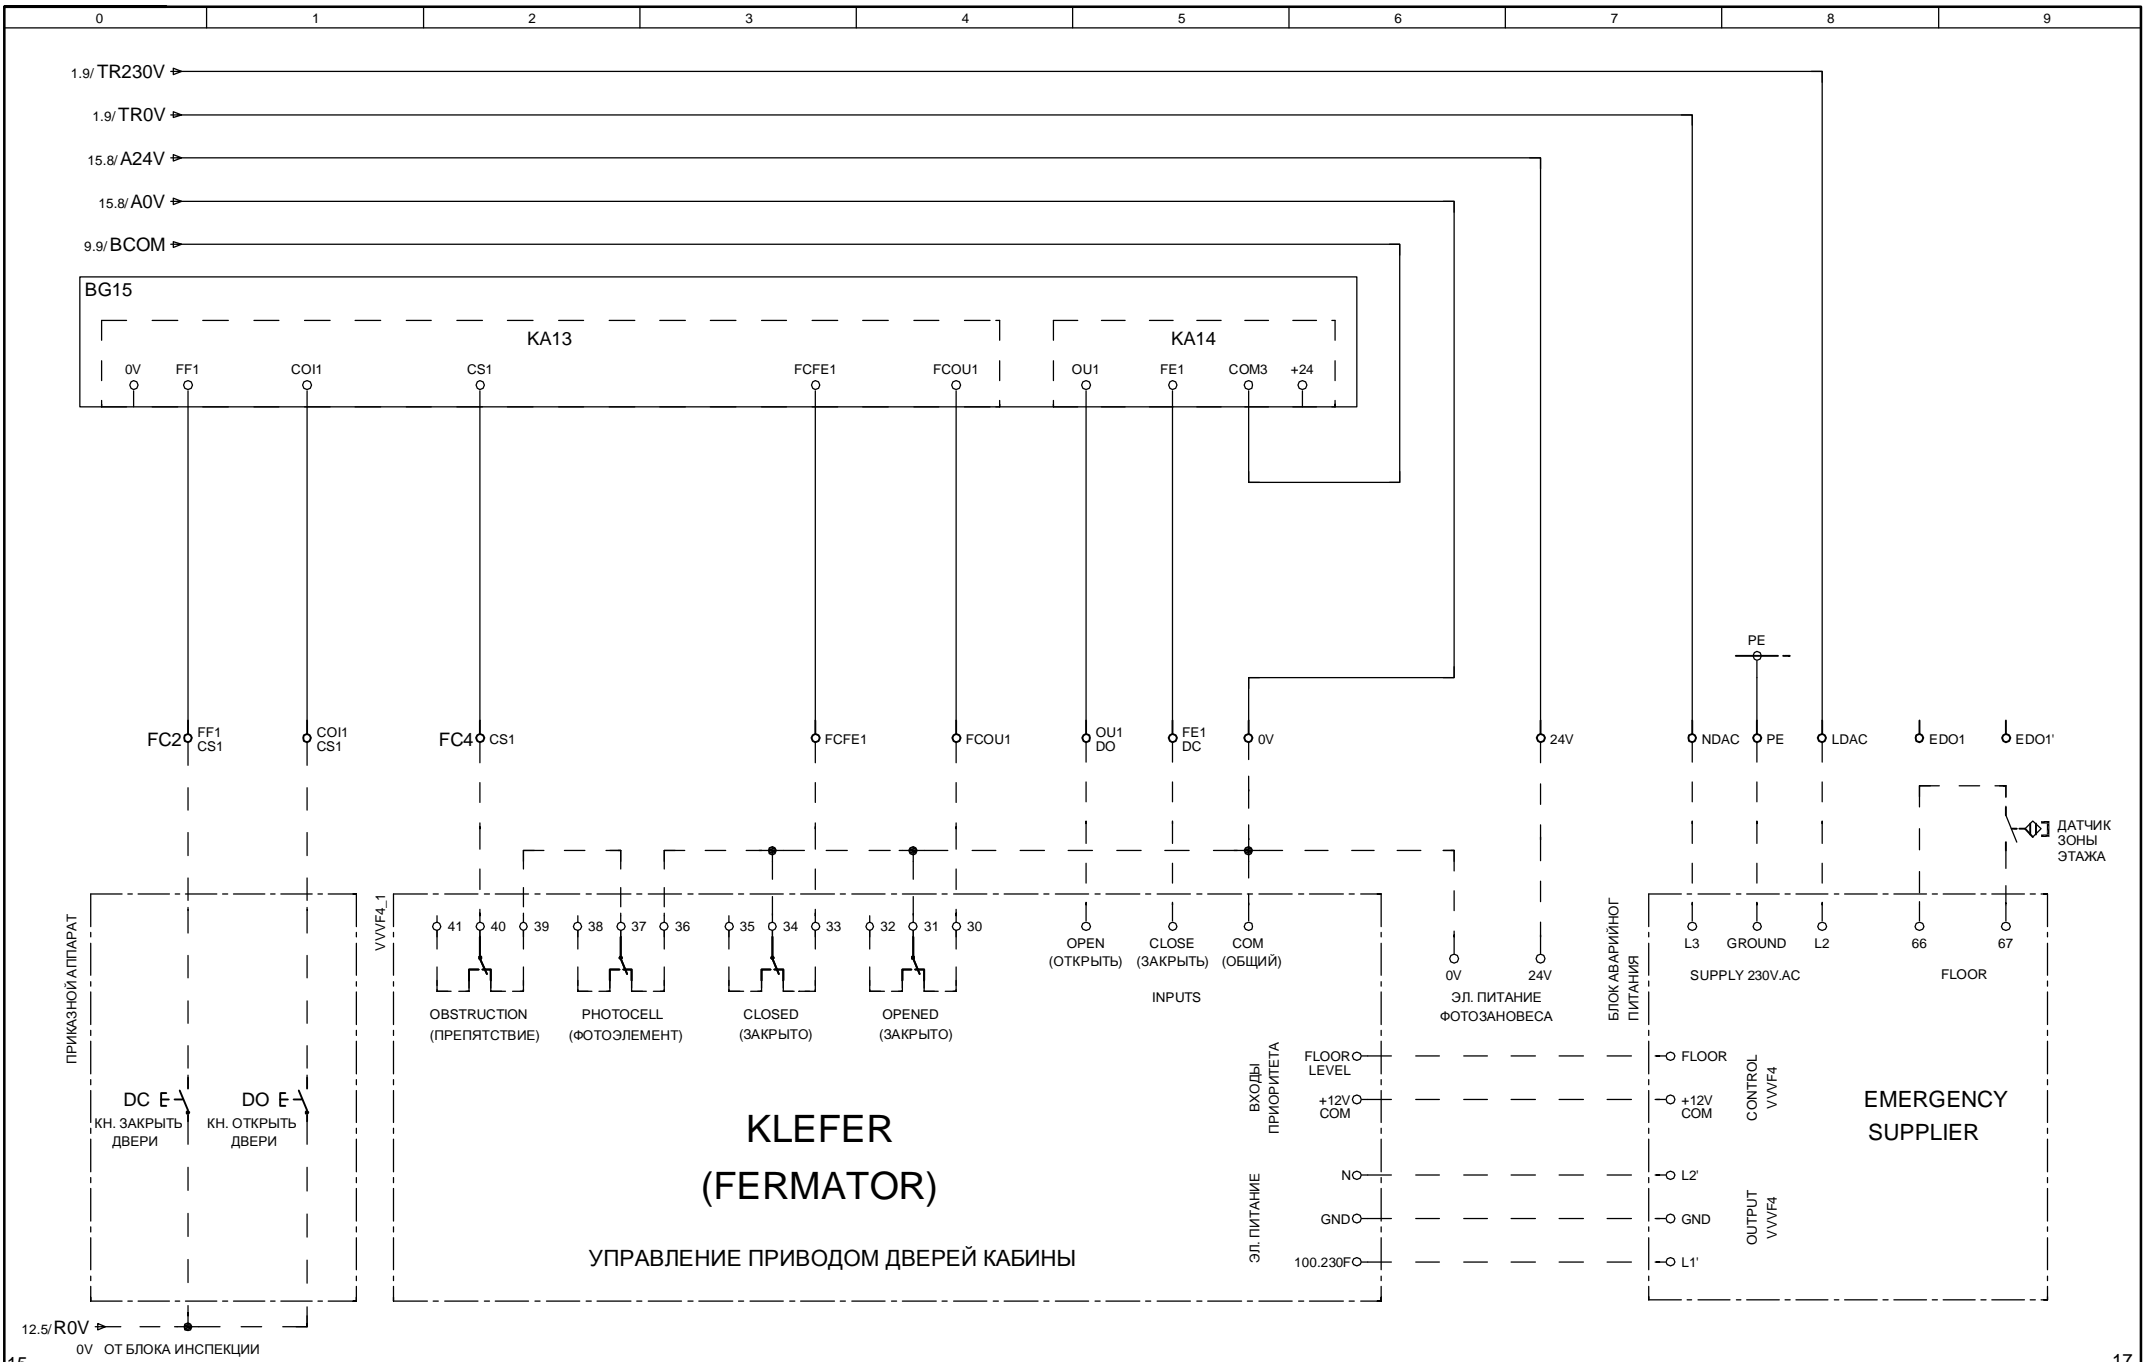 0 1 2 3 4 5 6 7 8 9
1.9/ TR230V
1.9/ TR0V
15.8/ A24V
15.8/ A0V
9.9/ BCOM
BG15
KA13 KA14
0V FF1 COI1 CS1 FCFE1 FCOU1 OU1 FE1 COM3 +24
PE
FC2 FF1 CS1
COI1 CS1
FC4 CS1
FCFE1
FCOU1
OU1 DO
FE1 DC
0V
24V
NDAC
PE
LDAC
EDO1
EDO1'
ДАТЧИК
ЗОНЫ
ЭТАЖА
ПРИКАЗНОЙ АППАРАТ
VVVF4_1
41 40 39 38 37 36 35 34 33 32 31 30
OBSTRUCTION
(ПРЕПЯТСТВИЕ)
PHOTOCELL
(ФОТОЭЛЕМЕНТ)
CLOSED
(ЗАКРЫТО)
OPENED
(ЗАКРЫТО)
OPEN
(ОТКРЫТЬ)
CLOSE
(ЗАКРЫТЬ)
COM
(ОБЩИЙ)
INPUTS
0V 24V
ЭЛ. ПИТАНИЕ
ФОТОЗАНОВЕСА
БЛОК АВАРИЙНОГ
ПИТАНИЯ
L3 GROUND L2 66 67
SUPPLY 230V.AC FLOOR
DC
КН. ЗАКРЫТЬ
ДВЕРИ
DO
КН. ОТКРЫТЬ
ДВЕРИ
KLEFER
(FERMATOR)
УПРАВЛЕНИЕ ПРИВОДОМ ДВЕРЕЙ КАБИНЫ
ВХОДЫ
ПРИОРИТЕТА
FLOOR
LEVEL
+12V
COM
ЭЛ. ПИТАНИЕ
N
GND
100.230F
FLOOR
+12V
COM
CONTROL
VVVF4
L2'
GND
L1'
OUTPUT
VVVF4
EMERGENCY
SUPPLIER
12.5/ R0V
0V ОТ БЛОКА ИНСПЕКЦИИ
15 17